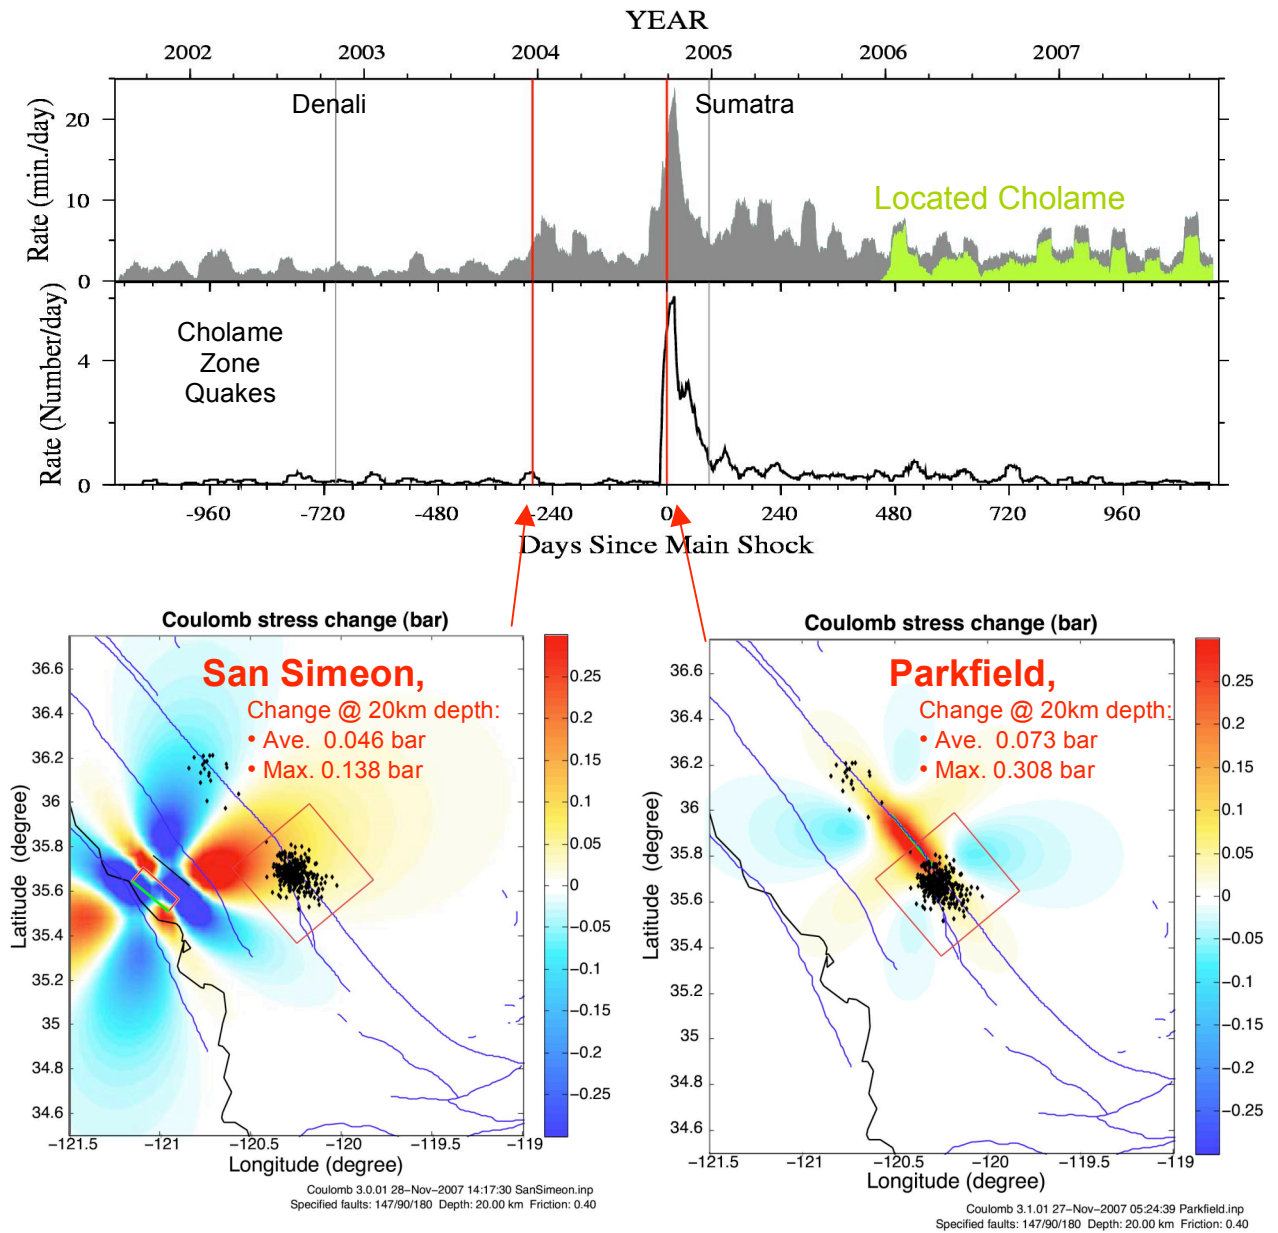 YEAR
2002 2003 2004 2005 2006 2007
Denali Sumatra
Located Cholame
Rate (min./day)
20
10
0
Cholame
Zone
Quakes
Rate (Number/day)
4
0
-960 -720 -480 -240 0 240 480 720 960
Days Since Main Shock
Coulomb stress change (bar)
San Simeon,
Change @ 20km depth:
• Ave. 0.046 bar
• Max. 0.138 bar
Latitude (degree)
36.6
36.4
36.2
36
35.8
35.6
35.4
35.2
35
34.8
34.6
−121.5 −121 −120.5 −120 −119.5 −119
Longitude (degree)
0.25
0.2
0.15
0.1
0.05
0
−0.05
−0.1
−0.15
−0.2
−0.25
Coulomb 3.0.01 28−Nov−2007 14:17:30 SanSimeon.inp
Specified faults: 147/90/180 Depth: 20.00 km Friction: 0.40
Coulomb stress change (bar)
Parkfield,
Change @ 20km depth:
• Ave. 0.073 bar
• Max. 0.308 bar
Latitude (degree)
36.6
36.4
36.2
36
35.8
35.6
35.4
35.2
35
34.8
34.6
−121.5 −121 −120.5 −120 −119.5 −119
Longitude (degree)
0.25
0.2
0.15
0.1
0.05
0
−0.05
−0.1
−0.15
−0.2
−0.25
Coulomb 3.1.01 27−Nov−2007 05:24:39 Parkfield.inp
Specified faults: 147/90/180 Depth: 20.00 km Friction: 0.40